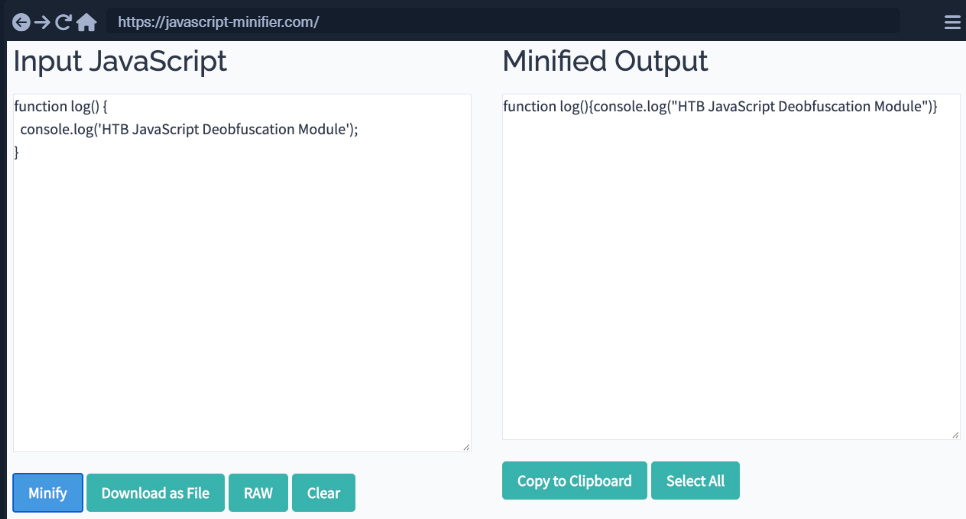 https://javascript-minifier.com/
Input JavaScript
function log() {
  console.log('HTB JavaScript Deobfuscation Module');
}
Minify
Download as File
RAW
Clear
Minified Output
function log(){console.log("HTB JavaScript Deobfuscation Module")}
Copy to Clipboard
Select All